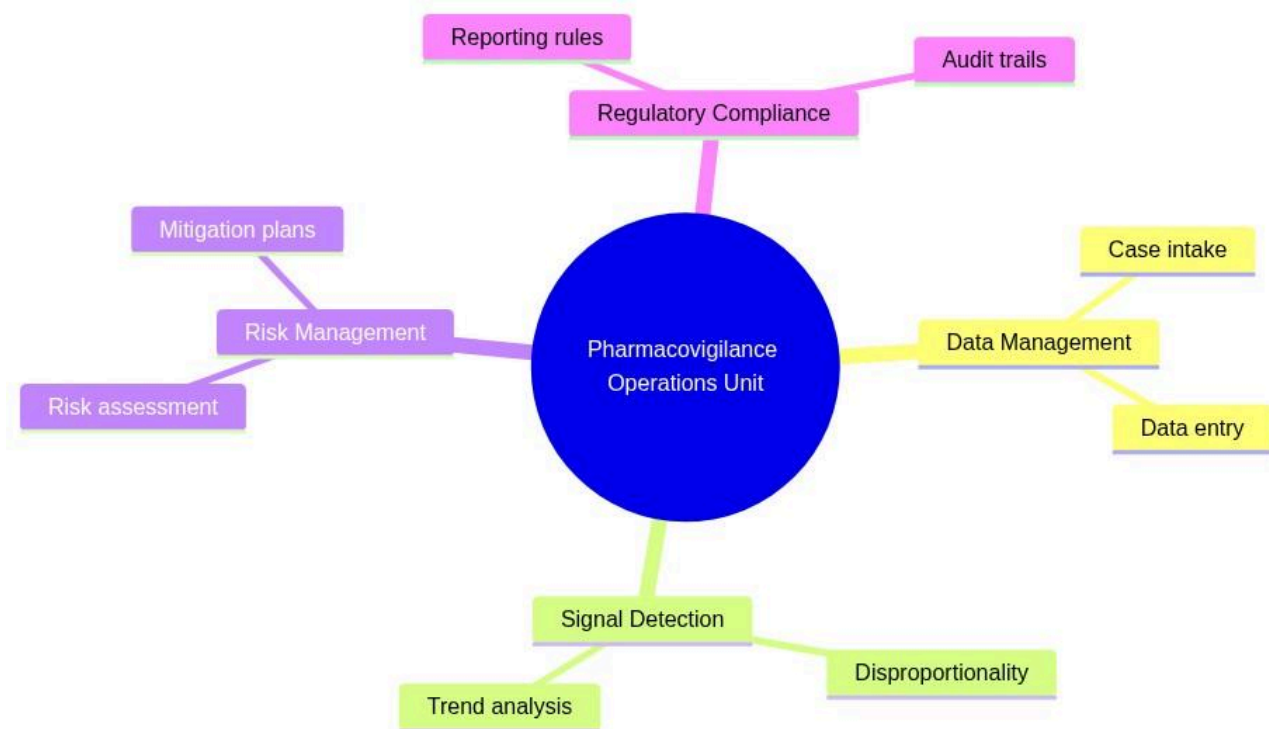 Reporting rules
Audit trails
Regulatory Compliance
Mitigation plans
Case intake
Risk Management
Data Management
Pharmacovigilance
Operations Unit
Risk assessment
Data entry
Signal Detection
Disproportionality
Trend analysis